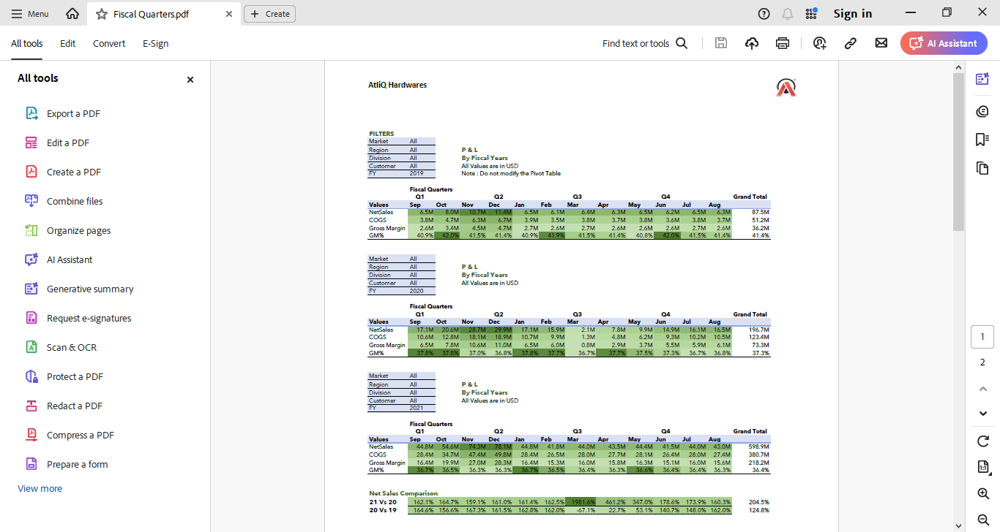 Menu Fiscal Quarters.pdf Create Sign in
All tools Edit Convert E-Sign Find text or tools AI Assistant
All tools
Export a PDF
Edit a PDF
Create a PDF
Combine files
Organize pages
AI Assistant
Generative summary
Request e-signatures
Scan & OCR
Protect a PDF
Redact a PDF
Compress a PDF
Prepare a form
View more
AtliQ Hardwares
FILTERS
Market All
Region All P & L
Division All By Fiscal Years
Customer All All Values are in USD
FY 2019 Note : Do not modify the Pivot Table
Fiscal Quarters
Q1 Q2 Q3 Q4 Grand Total
Values Sep Oct Nov Dec Jan Feb Mar Apr May Jun Jul Aug
NetSales 6.5M 8.0M 10.7M 11.4M 6.5M 6.1M 6.4M 6.3M 6.5M 6.2M 6.5M 6.3M 87.5M
COGS 3.8M 4.7M 6.3M 6.7M 3.9M 3.5M 3.8M 3.7M 3.8M 3.6M 3.8M 3.7M 51.2M
Gross Margin 2.6M 3.4M 4.5M 4.7M 2.7M 2.6M 2.7M 2.6M 2.6M 2.6M 2.7M 2.6M 36.2M
GM% 40.9% 42.0% 41.5% 41.4% 40.9% 41.9% 41.5% 41.4% 40.8% 42.0% 41.5% 41.4% 41.4%
Market All
Region All P & L
Division All By Fiscal Years
Customer All All Values are in USD
FY 2020
Fiscal Quarters
Q1 Q2 Q3 Q4 Grand Total
Values Sep Oct Nov Dec Jan Feb Mar Apr May Jun Jul Aug
NetSales 17.1M 20.6M 28.7M 29.9M 17.1M 15.9M 2.1M 7.8M 9.9M 14.9M 16.1M 16.5M 196.7M
COGS 10.6M 12.8M 18.1M 18.9M 10.7M 9.9M 1.3M 4.8M 6.2M 9.3M 10.2M 10.5M 123.4M
Gross Margin 6.5M 7.8M 10.6M 11.0M 6.5M 6.0M 0.8M 2.9M 3.7M 5.5M 5.9M 6.1M 73.3M
GM% 37.8% 37.8% 37.0% 36.8% 37.8% 37.7% 36.7% 37.7% 37.5% 37.3% 36.7% 36.8% 37.3%
Market All
Region All P & L
Division All By Fiscal Years
Customer All All Values are in USD
FY 2021
Fiscal Quarters
Q1 Q2 Q3 Q4 Grand Total
Values Sep Oct Nov Dec Jan Feb Mar Apr May Jun Jul Aug
NetSales 44.8M 54.6M 74.3M 78.1M 44.8M 41.8M 44.0M 43.5M 44.4M 41.5M 44.0M 43.0M 598.9M
COGS 28.4M 34.7M 47.4M 49.8M 28.4M 26.5M 28.0M 27.7M 28.1M 26.4M 28.0M 27.4M 380.7M
Gross Margin 16.4M 19.9M 27.0M 28.3M 16.4M 15.3M 16.0M 15.8M 16.3M 15.1M 16.0M 15.6M 218.2M
GM% 36.7% 36.5% 36.3% 36.3% 36.7% 36.5% 36.4% 36.3% 36.6% 36.4% 36.4% 36.3% 36.4%
Net Sales Comparison
21 Vs 20 162.1% 164.7% 159.1% 161.0% 161.4% 162.5% 1981.6% 461.2% 347.0% 178.6% 173.9% 160.3% 204.5%
20 Vs 19 164.6% 156.6% 167.3% 161.5% 162.8% 162.0% -67.1% 22.7% 53.1% 140.7% 148.0% 162.0% 124.8%
1
2
1:1